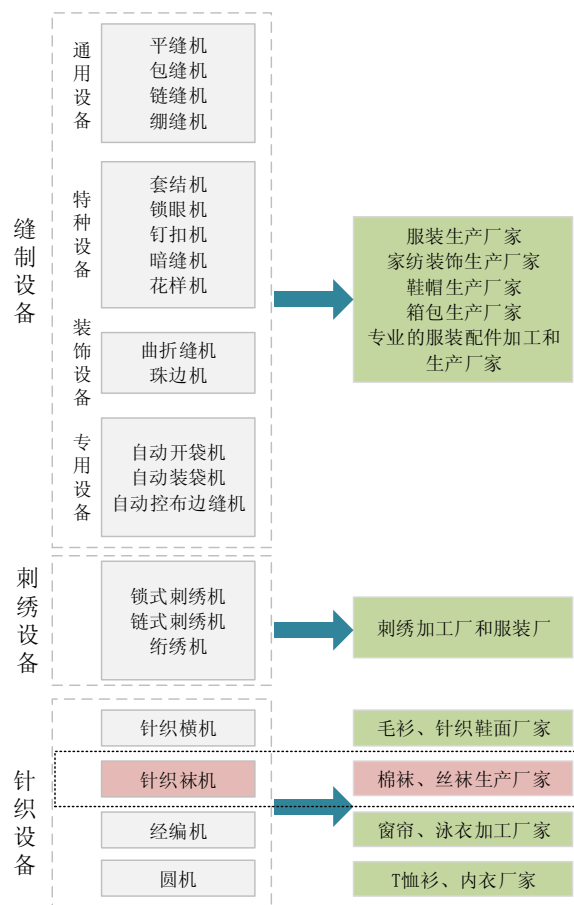 缝制设备
通用设备
平缝机
包缝机
链缝机
绷缝机
特种设备
套结机
锁眼机
钉扣机
暗缝机
花样机
装饰设备
曲折缝机
珠边机
专用设备
自动开袋机
自动装袋机
自动控布边缝机
服装生产厂家
家纺装饰生产厂家
鞋帽生产厂家
箱包生产厂家
专业的服装配件加工和
生产厂家
刺绣设备
锁式刺绣机
链式刺绣机
绗绣机
刺绣加工厂和服装厂
针织设备
针织横机
毛衫、针织鞋面厂家
针织袜机
棉袜、丝袜生产厂家
经编机
窗帘、泳衣加工厂家
圆机
T恤衫、内衣厂家